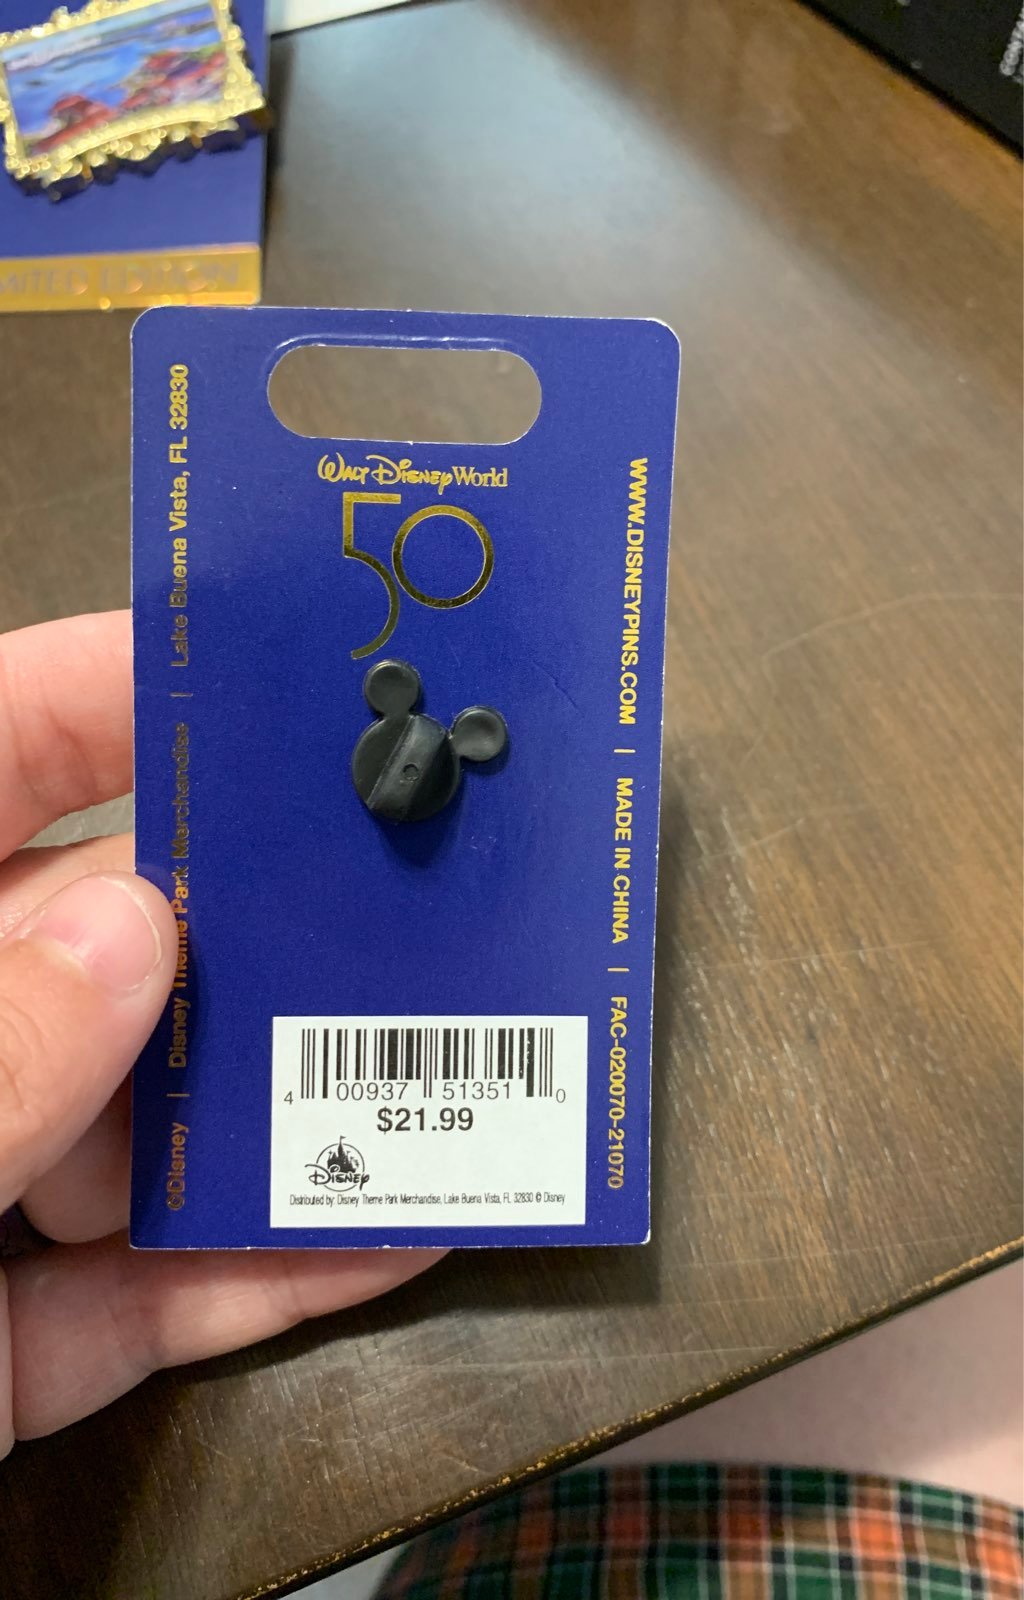 LIMITED EDITION
Walt Disney World
50
©Disney | Disney Theme Park Merchandise | Lake Buena Vista, FL 32830
WWW.DISNEYPINS.COM | MADE IN CHINA | FAC-020070-21070
4 00937 51351 0
$21.99
Disney
Distributed by: Disney Theme Park Merchandise, Lake Buena Vista, FL 32830 © Disney